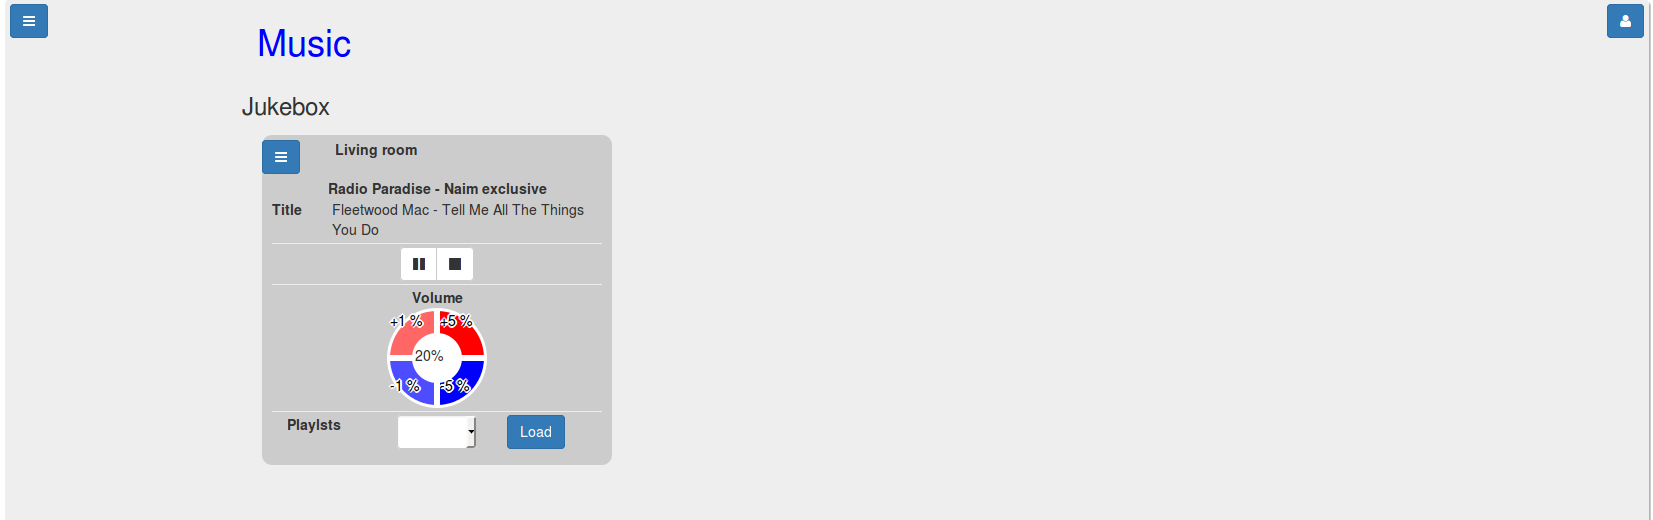 Music
Jukebox
Living room
Radio Paradise - Naim exclusive
Title Fleetwood Mac - Tell Me All The Things
You Do
Volume
+1 % +5 %
20%
-1 % -5 %
Playlsts Load